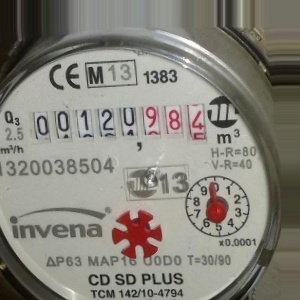 CE M13 1383
Q3
2.5
m³/h
00120,984 m³
H-R=80
V-R=40
1320038504
13
invena
x0.0001
ΔP63 MAP16 U0D0 T=30/90
CD SD PLUS
TCM 142/10-4794